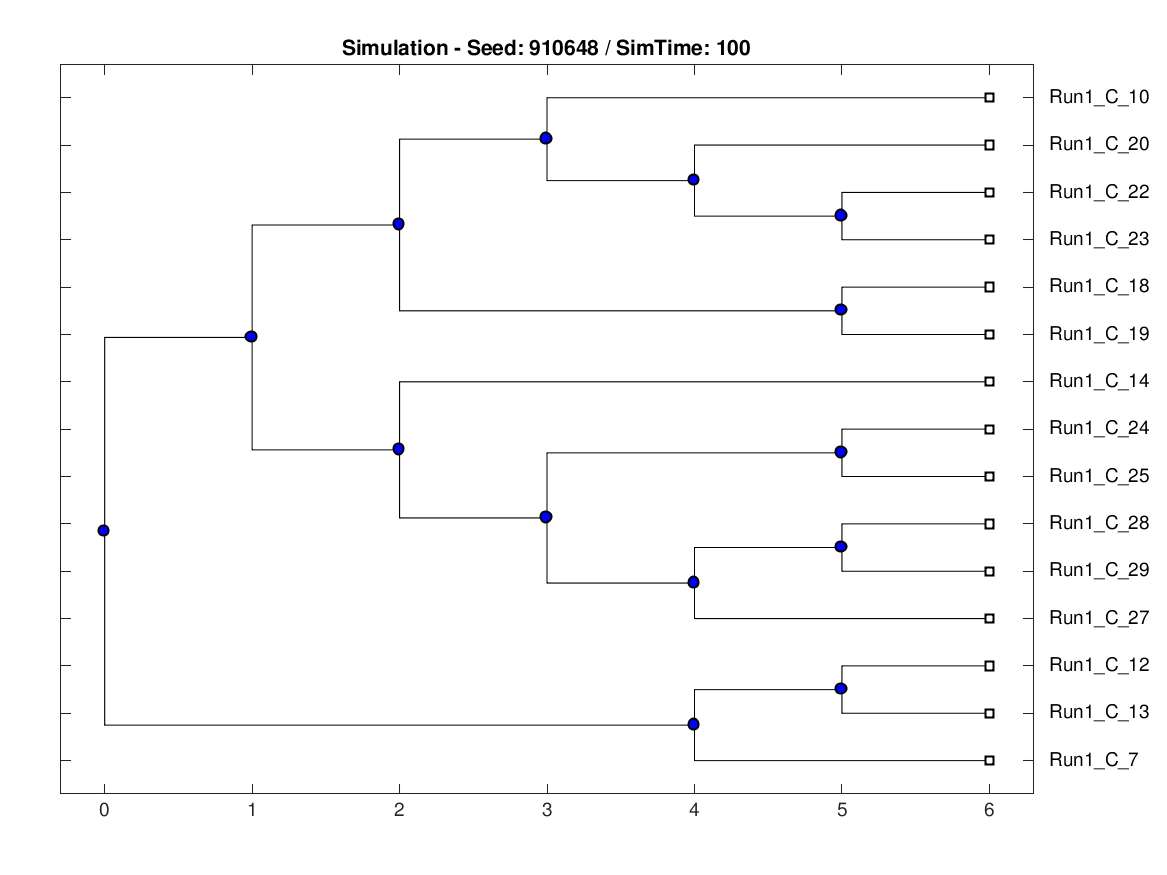 Simulation - Seed: 910648 / SimTime: 100
Run1_C_10
Run1_C_20
Run1_C_22
Run1_C_23
Run1_C_18
Run1_C_19
Run1_C_14
Run1_C_24
Run1_C_25
Run1_C_28
Run1_C_29
Run1_C_27
Run1_C_12
Run1_C_13
Run1_C_7
0 1 2 3 4 5 6